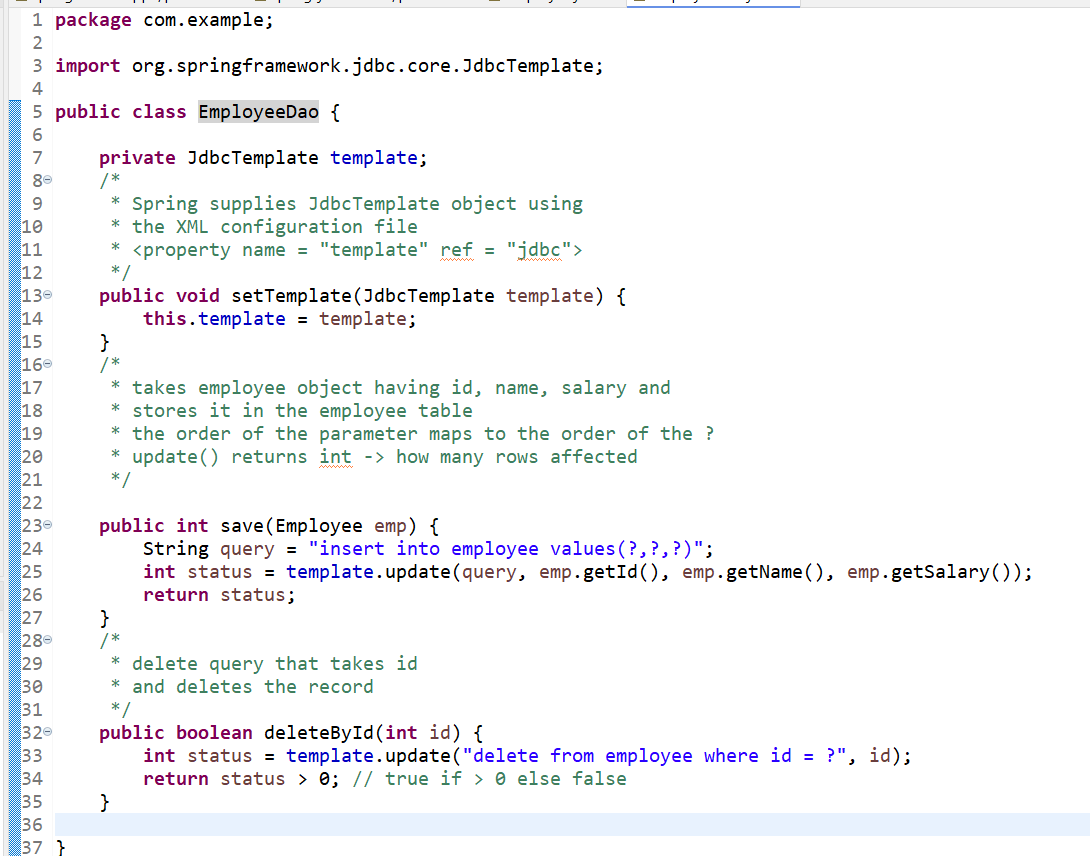 1 package com.example;
2
3 import org.springframework.jdbc.core.JdbcTemplate;
4
5 public class EmployeeDao {
6
7     private JdbcTemplate template;
8     /*
9      * Spring supplies JdbcTemplate object using
10      * the XML configuration file
11      * <property name = "template" ref = "jdbc">
12      */
13     public void setTemplate(JdbcTemplate template) {
14         this.template = template;
15     }
16     /*
17      * takes employee object having id, name, salary and
18      * stores it in the employee table
19      * the order of the parameter maps to the order of the ?
20      * update() returns int -> how many rows affected
21      */
22
23     public int save(Employee emp) {
24         String query = "insert into employee values(?,?,?)";
25         int status = template.update(query, emp.getId(), emp.getName(), emp.getSalary());
26         return status;
27     }
28     /*
29      * delete query that takes id
30      * and deletes the record
31      */
32     public boolean deleteById(int id) {
33         int status = template.update("delete from employee where id = ?", id);
34         return status > 0; // true if > 0 else false
35     }
36
37 }